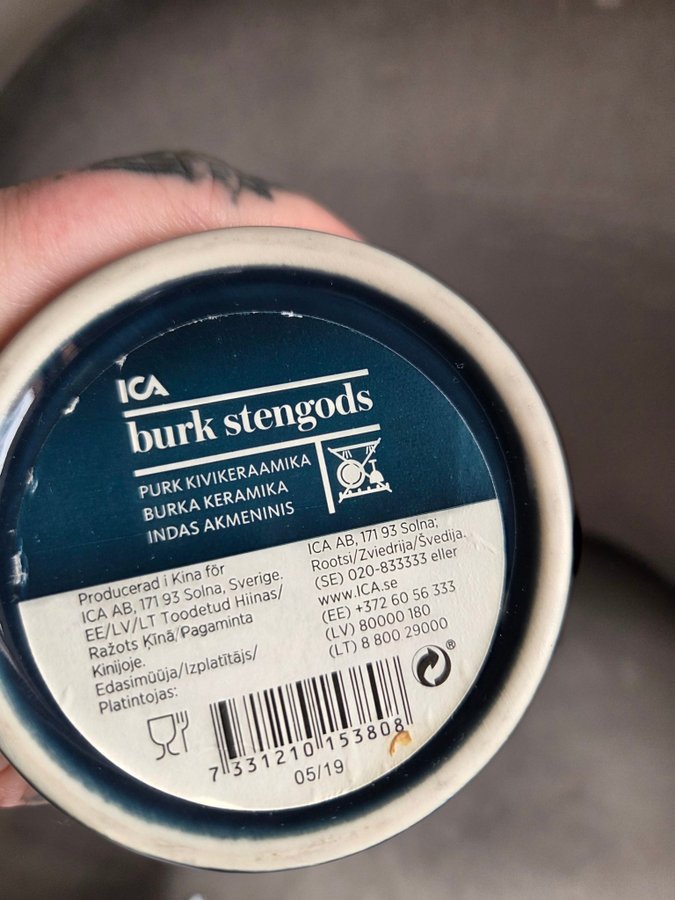 ICA
burk stengods
PURK KIVIKERAAMIKA
BURKA KERAMIKA
INDAS AKMENINIS
Producerad i Kina för
ICA AB, 171 93 Solna, Sverige.
EE/LV/LT Toodetud Hiinas/
Ražots Ķīnā/Pagaminta
Kinijoje.
Edasimüüja/Izplatītājs/
Platintojas:
ICA AB, 171 93 Solna;
Rootsi/Zviedrija/Švedija.
(SE) 020-833333 eller
www.ICA.se
(EE) +372 60 56 333
(LV) 80000 180
(LT) 8 800 29000
®
7 331210 153808
05/19